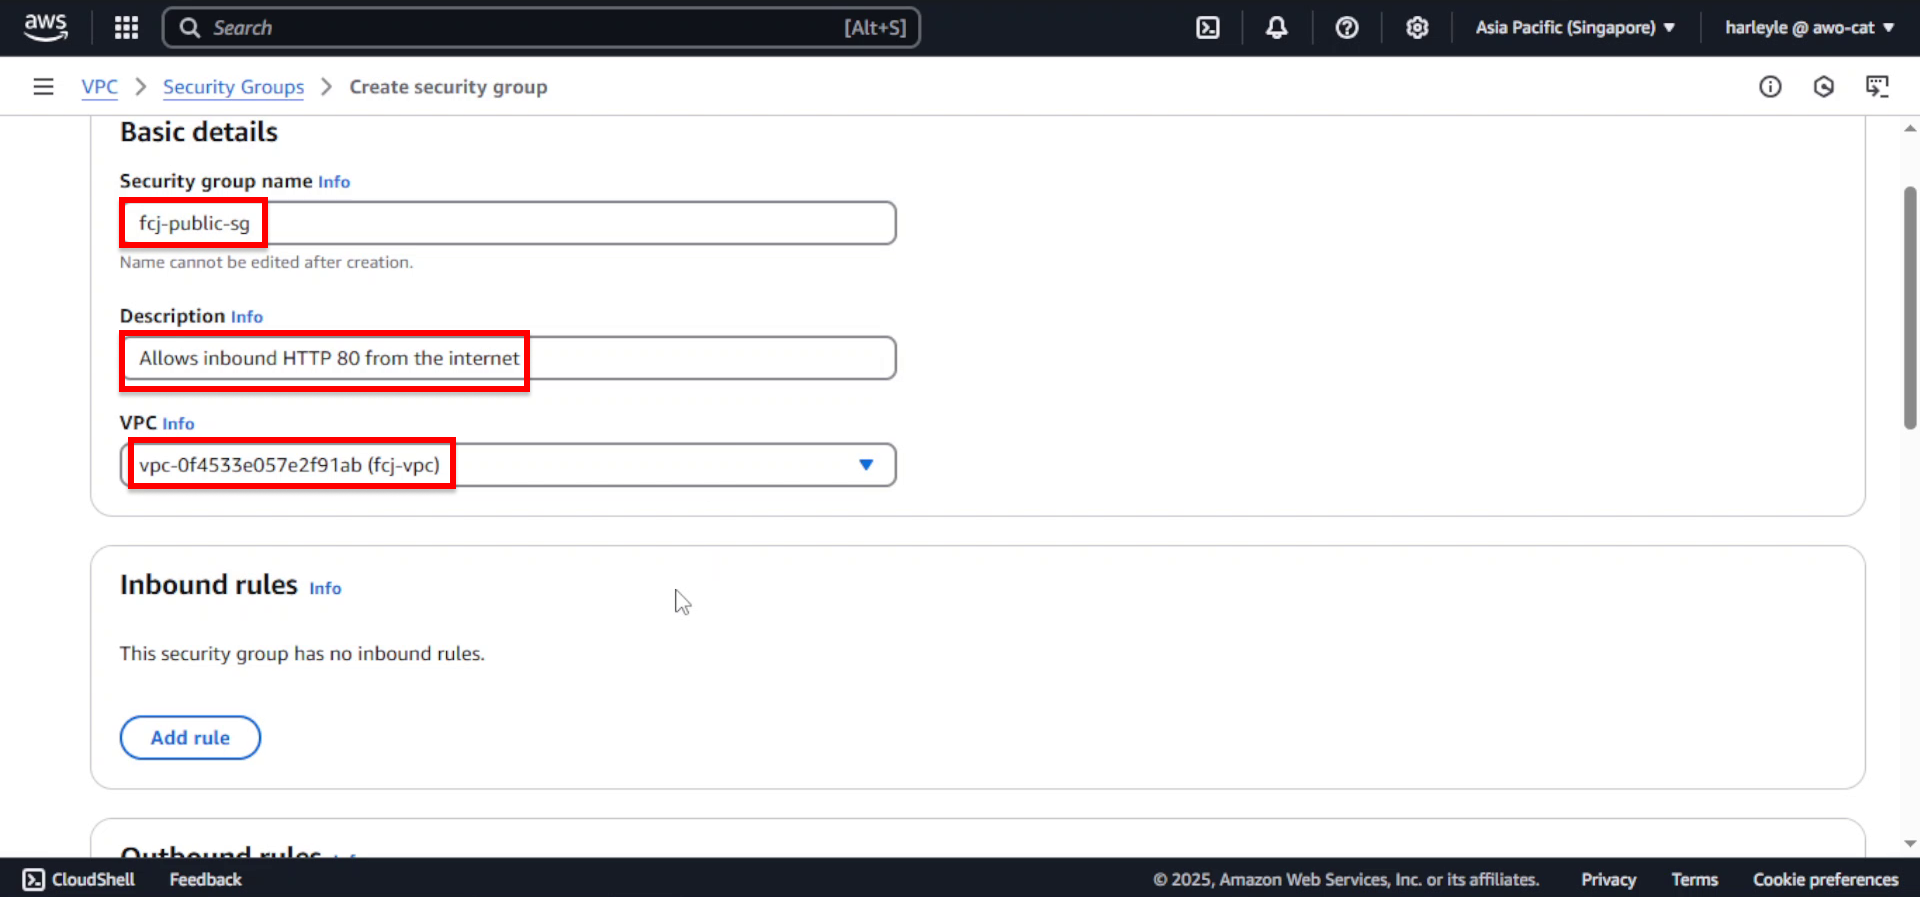 aws Search [Alt+S] Asia Pacific (Singapore) harleyle @ awo-cat
VPC Security Groups Create security group
Basic details
Security group name Info
fcj-public-sg
Name cannot be edited after creation.
Description Info
Allows inbound HTTP 80 from the internet
VPC Info
vpc-0f4533e057e2f91ab (fcj-vpc)
Inbound rules Info
This security group has no inbound rules.
Add rule
Outbound rules Info
CloudShell Feedback © 2025, Amazon Web Services, Inc. or its affiliates. Privacy Terms Cookie preferences